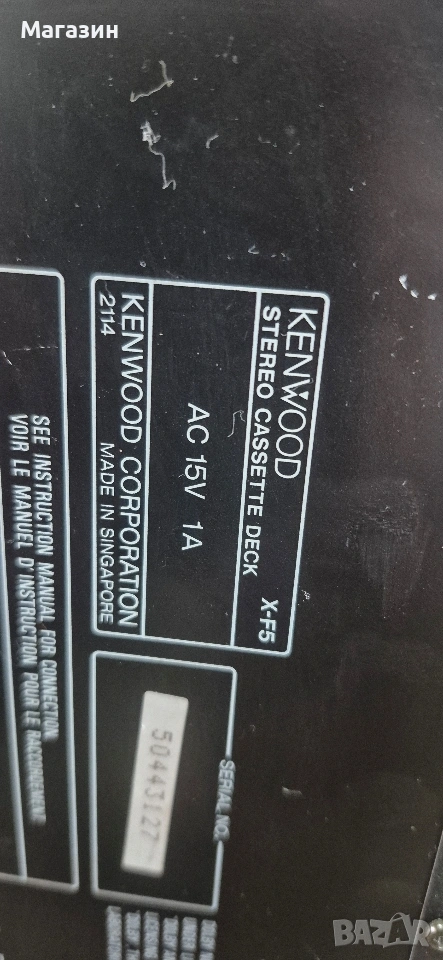 Магазин
KENWOOD
STEREO CASSETTE DECK X-F5
AC 15V 1A
KENWOOD CORPORATION
2114 MADE IN SINGAPORE
SERIAL NO.
50443127
SEE INSTRUCTION MANUAL FOR CONNECTION
VOIR LE MANUEL D'INSTRUCTION POUR LE RACCORDEMENT
BAZAR